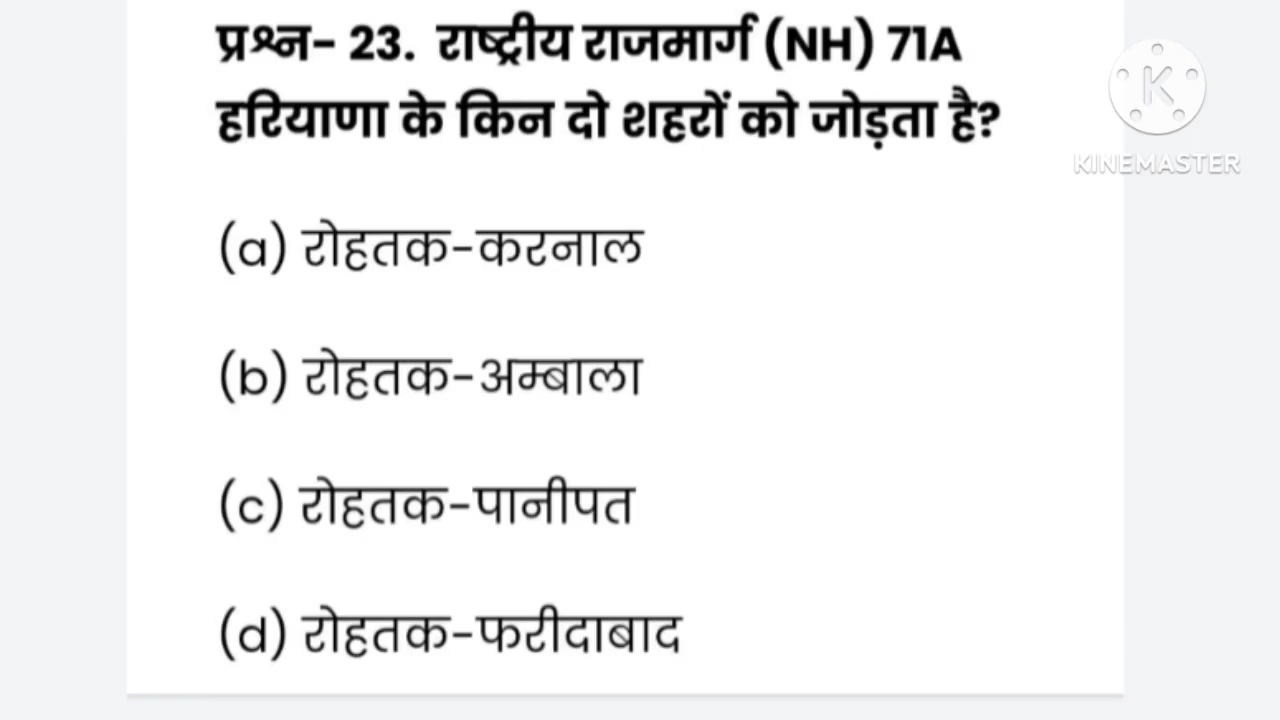 प्रश्न- 23. राष्ट्रीय राजमार्ग (NH) 71A
हरियाणा के किन दो शहरों को जोड़ता है?
K
KINEMASTER
(a) रोहतक-करनाल
(b) रोहतक-अम्बाला
(c) रोहतक-पानीपत
(d) रोहतक-फरीदाबाद